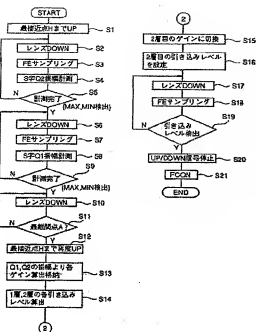 START
最接近点HまでUP
S1
レンズDOWN
S2
FEサンプリング
S3
S字Q2振幅計測
S4
N
計測完了
S5
Y
(MAX,MIN検出)
レンズDOWN
S6
FEサンプリング
S7
S字Q1振幅計測
S8
N
計測完了
S9
Y
(MAX,MIN検出)
レンズDOWN
S10
N
最離間点A?
S11
Y
S12
最接近点Hまで再度UP
Q1,Q2の振幅より各
ゲイン算出格納
S13
1層,2層の各引き込み
レベル算出
S14
2
2
2層目のゲインに切換
S15
2層目の引き込みレベル
を設定
S16
レンズDOWN
S17
FEサンプリング
S18
N
引き込み
レベル検出
S19
Y
UP/DOWN信号停止
S20
FCON
S21
END